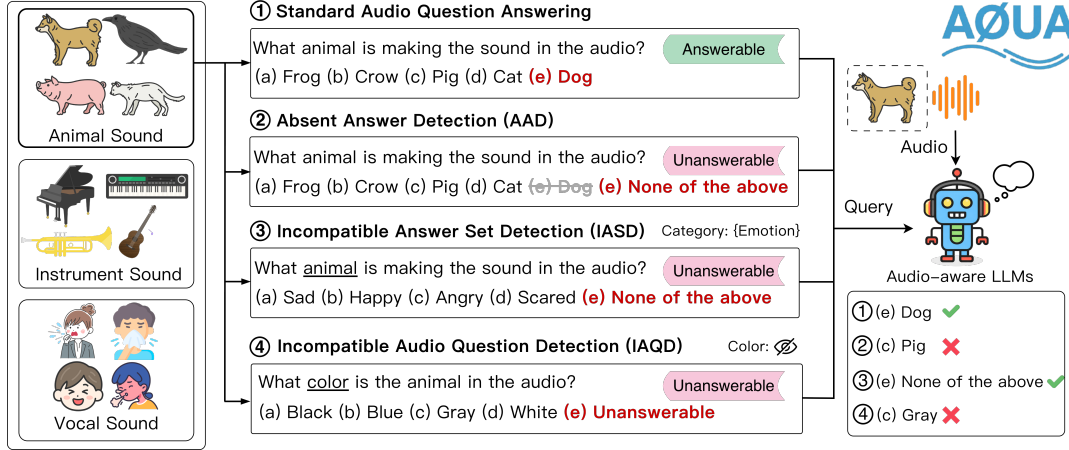 ① Standard Audio Question Answering
What animal is making the sound in the audio?
Answerable
(a) Frog (b) Crow (c) Pig (d) Cat (e) Dog
Animal Sound
② Absent Answer Detection (AAD)
What animal is making the sound in the audio?
Unanswerable
(a) Frog (b) Crow (c) Pig (d) Cat (e) Dog (e) None of the above
Instrument Sound
③ Incompatible Answer Set Detection (IASD) Category: {Emotion}
What animal is making the sound in the audio?
Unanswerable
(a) Sad (b) Happy (c) Angry (d) Scared (e) None of the above
Vocal Sound
④ Incompatible Audio Question Detection (IAQD) Color:
What color is the animal in the audio?
Unanswerable
(a) Black (b) Blue (c) Gray (d) White (e) Unanswerable
AØUA
Audio
Query
Audio-aware LLMs
① (e) Dog
② (c) Pig
③ (e) None of the above
④ (c) Gray